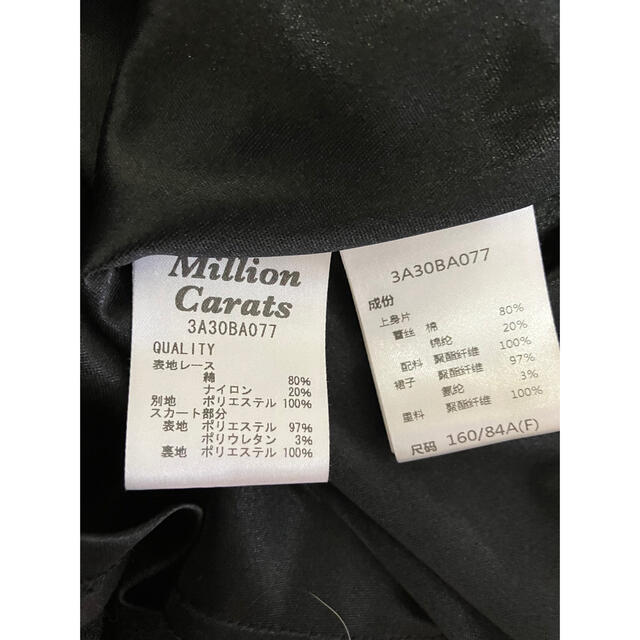 Million
Carats
3A30BA077
QUALITY
表地レース
綿 80%
ナイロン 20%
別地 ポリエステル 100%
スカート部分
表地 ポリエステル 97%
ポリウレタン 3%
裏地 ポリエステル 100%
3A30BA077
成份
上身片
蕾丝 棉 80%
锦纶 20%
配料 聚酯纤维 100%
裙子 聚酯纤维 97%
氨纶 3%
里料 聚酯纤维 100%
尺码 160/84A(F)